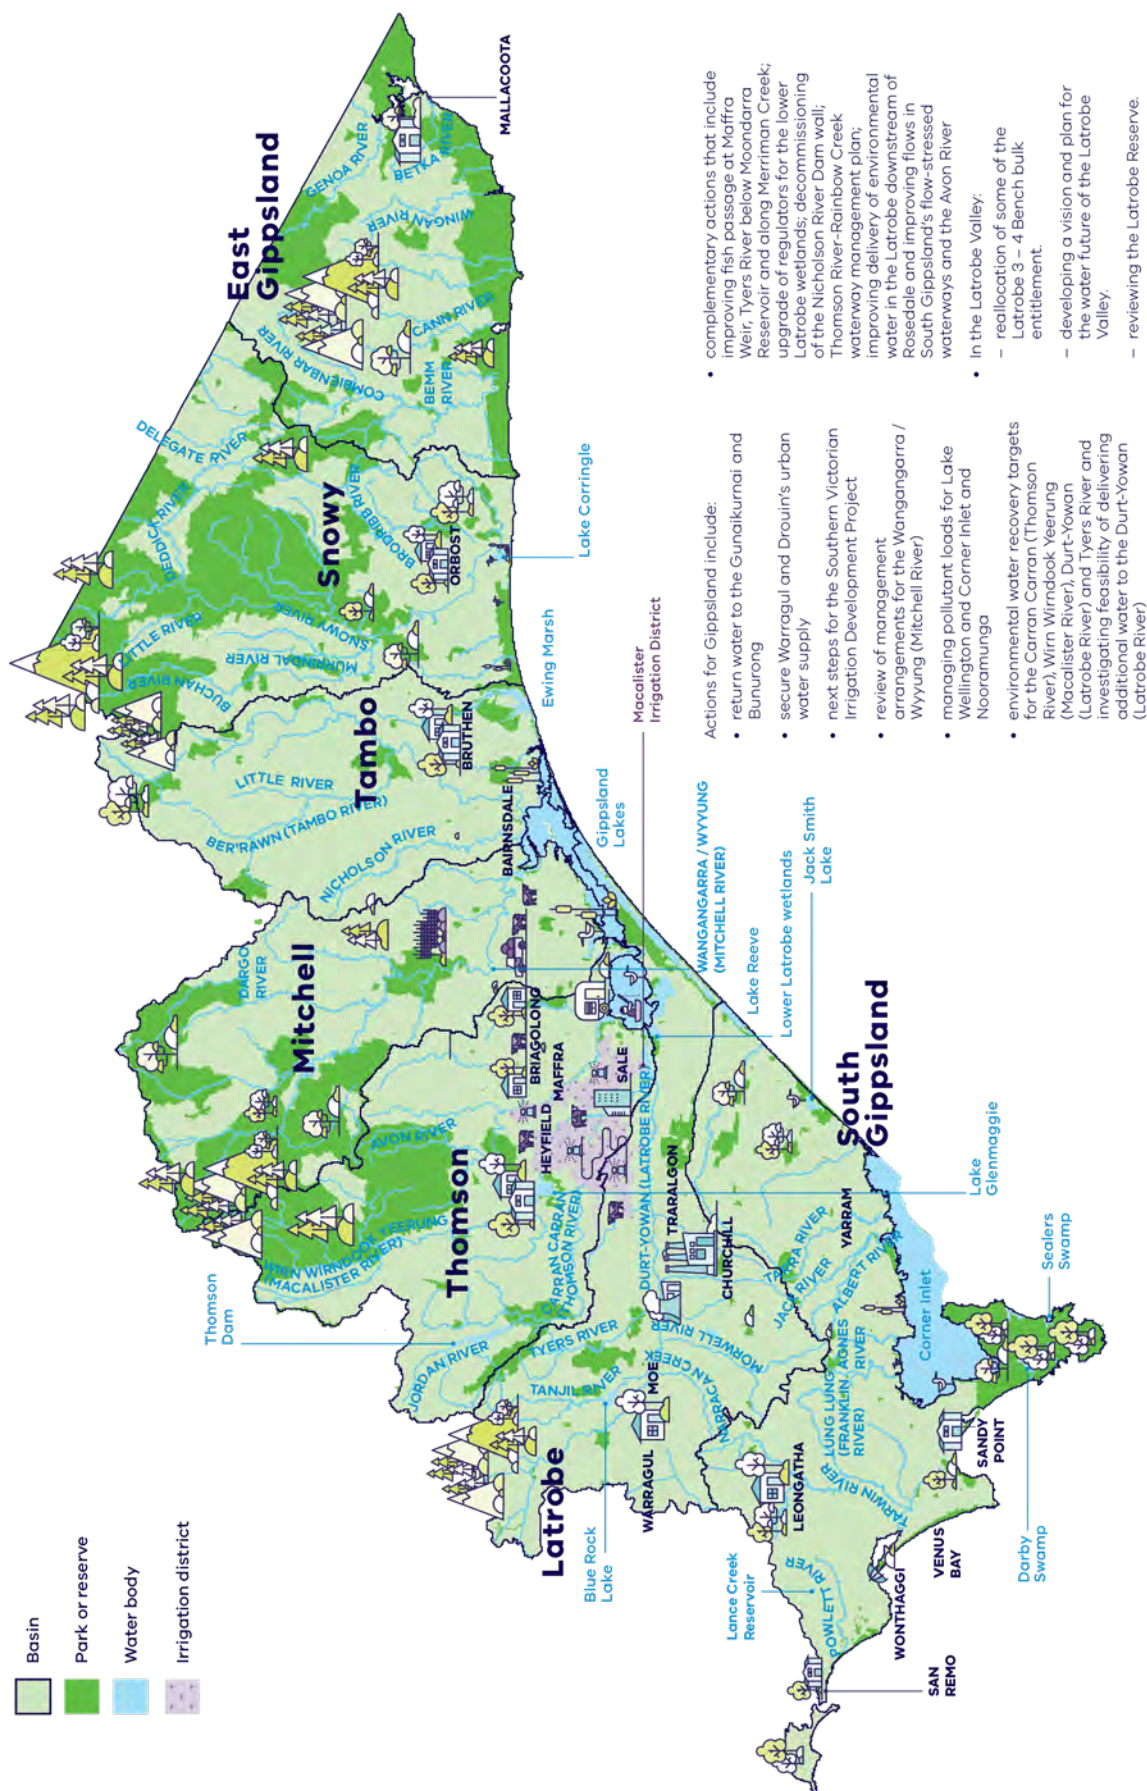 Basin
Park or reserve
Water body
Irrigation district
East
Gippsland
Snowy
Tambo
Mitchell
Thomson
Latrobe
South
Gippsland
GENOA RIVER
BETKA RIVER
WINGAN RIVER
CANN RIVER
COMBIENBAR RIVER
BEMM
RIVER
MALLACOOTA
DELEGATE RIVER
DEDDICK RIVER
BRODRIBB RIVER
ORBOST
Lake Corringle
LITTLE RIVER
SNOWY RIVER
MURRINDAL RIVER
BUCHAN RIVER
Ewing Marsh
LITTLE RIVER
BER'RAWN (TAMBO RIVER)
NICHOLSON RIVER
BRUTHEN
BAIRNSDALE
Gippsland
Lakes
Macalister
Irrigation District
DARGO
RIVER
WANGANGARRA / WYYUNG
(MITCHELL RIVER)
Lake Reeve
Lower Latrobe wetlands
Jack Smith
Lake
BRIAGOLONG
MAFFRA
HEYFIELD
SALE
AVON RIVER
WIRN WIRNDOOK YEERUNG
(MACALISTER RIVER)
CARRAN CARRAN
(THOMSON RIVER)
Thomson
Dam
Lake
Glenmaggie
JORDAN RIVER
TYERS RIVER
TANJIL RIVER
DURT-YOWAN (LATROBE RIVER)
TRARALGON
CHURCHILL
MORWELL RIVER
NARRACAN CREEK
MOE
WARRAGUL
Blue Rock
Lake
YARRAM
TARRA RIVER
JACK RIVER
ALBERT RIVER
AGNES
RIVER
LUNG LUNG
(FRANKLIN
RIVER)
TARWIN RIVER
Corner Inlet
Sealers
Swamp
Darby
Swamp
SANDY
POINT
VENUS
BAY
LEONGATHA
WONTHAGGI
POWLETT RIVER
Lance Creek
Reservoir
SAN
REMO
Actions for Gippsland include:
• return water to the Gunaikurnai and
Bunurong
• secure Warragul and Drouin's urban
water supply
• next steps for the Southern Victorian
Irrigation Development Project
• review of management
arrangements for the Wangangarra /
Wyyung (Mitchell River)
• managing pollutant loads for Lake
Wellington and Corner Inlet and
Nooramunga
• environmental water recovery targets
for the Carran Carran (Thomson
River), Wirn Wirndook Yeerung
(Macalister River), Durt-Yowan
(Latrobe River) and Tyers River and
investigating feasibility of delivering
additional water to the Durt-Yowan
(Latrobe River)
• complementary actions that include
improving fish passage at Maffra
Weir, Tyers River below Moondarra
Reservoir and along Merriman Creek;
upgrade of regulators for the lower
Latrobe wetlands; decommissioning
of the Nicholson River Dam wall;
Thomson River-Rainbow Creek
waterway management plan;
improving delivery of environmental
water in the Latrobe downstream of
Rosedale and improving flows in
South Gippsland's flow-stressed
waterways and the Avon River
• In the Latrobe Valley:
– reallocation of some of the
Latrobe 3 – 4 Bench bulk
entitlement.
– developing a vision and plan for
the water future of the Latrobe
Valley.
– reviewing the Latrobe Reserve.